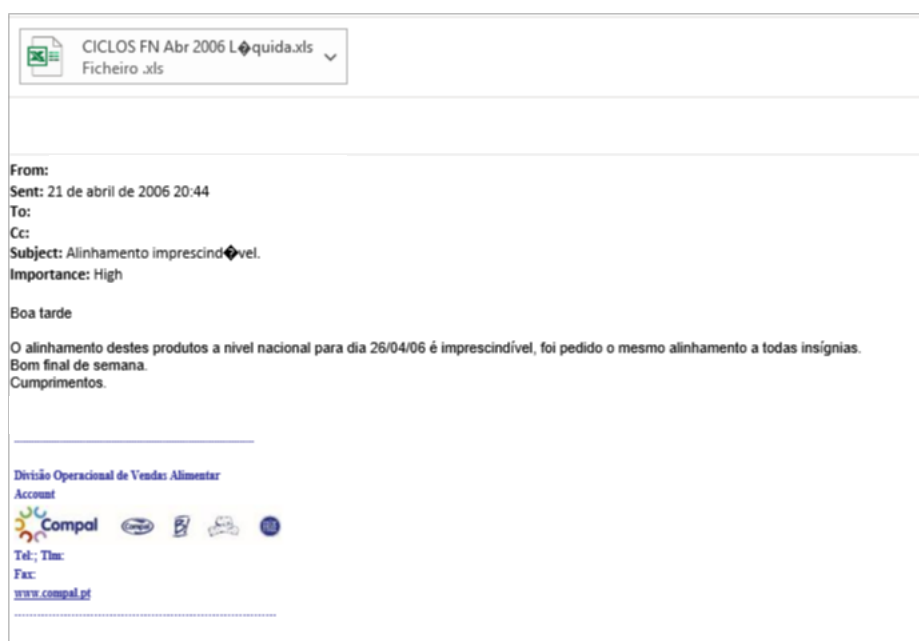 CICLOS FN Abr 2006 L�quida.xls
Ficheiro .xls
From:
Sent: 21 de abril de 2006 20:44
To:
Cc:
Subject: Alinhamento imprescind�vel.
Importance: High
Boa tarde
O alinhamento destes produtos a nivel nacional para dia 26/04/06 é imprescindível, foi pedido o mesmo alinhamento a todas insígnias.
Bom final de semana.
Cumprimentos.
Divisão Operacional de Vendas Alimentar
Account
Compal
Tel:; Tlm:
Fax:
www.compal.pt